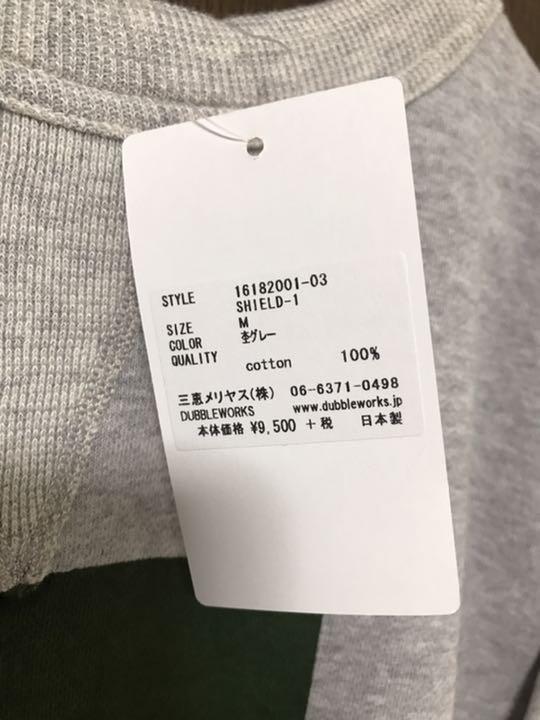 STYLE 16182001-03
SHIELD-1
SIZE M
COLOR 杢グレー
QUALITY cotton 100%
三恵メリヤス(株) 06-6371-0498
DUBBLEWORKS www.dubbleworks.jp
本体価格 ¥9,500 +税 日本製